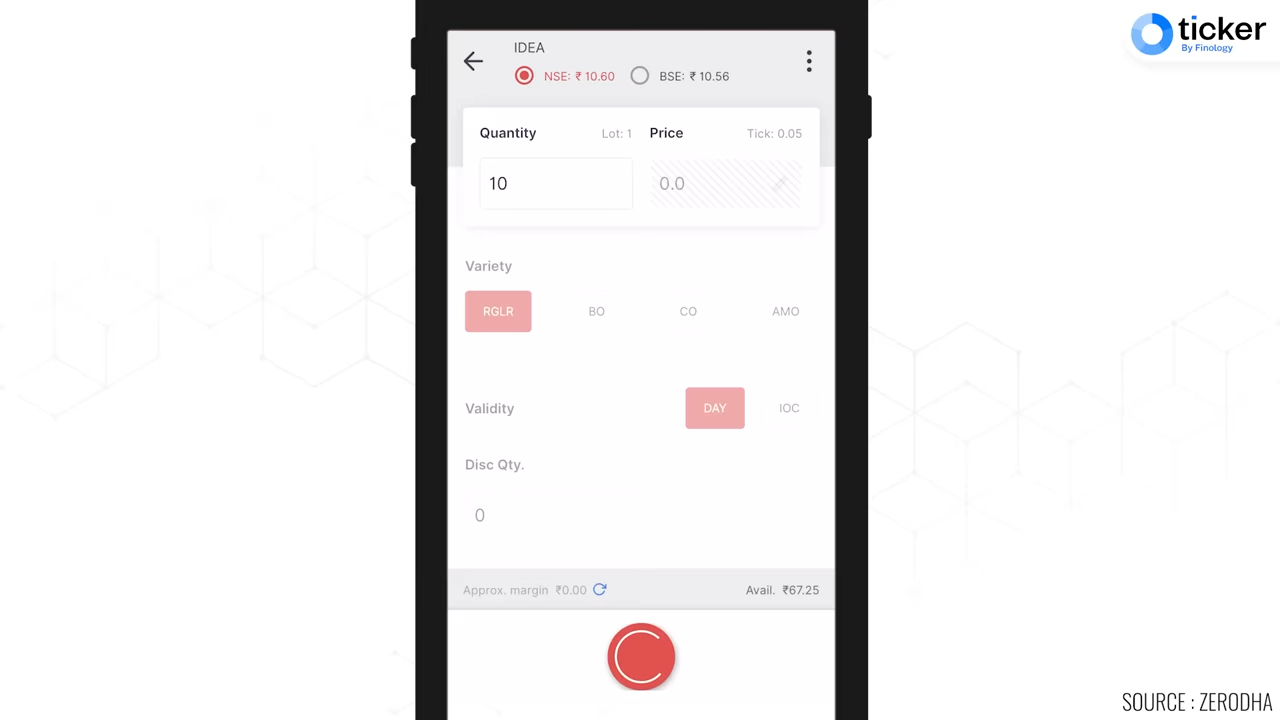 IDEA
NSE: ₹ 10.60 BSE: ₹ 10.56
Quantity Lot: 1 Price Tick: 0.05
10 0.0
Variety
RGLR BO CO AMO
Validity DAY IOC
Disc Qty.
0
Approx. margin ₹0.00 Avail. ₹67.25
ticker
By Finology
SOURCE : ZERODHA